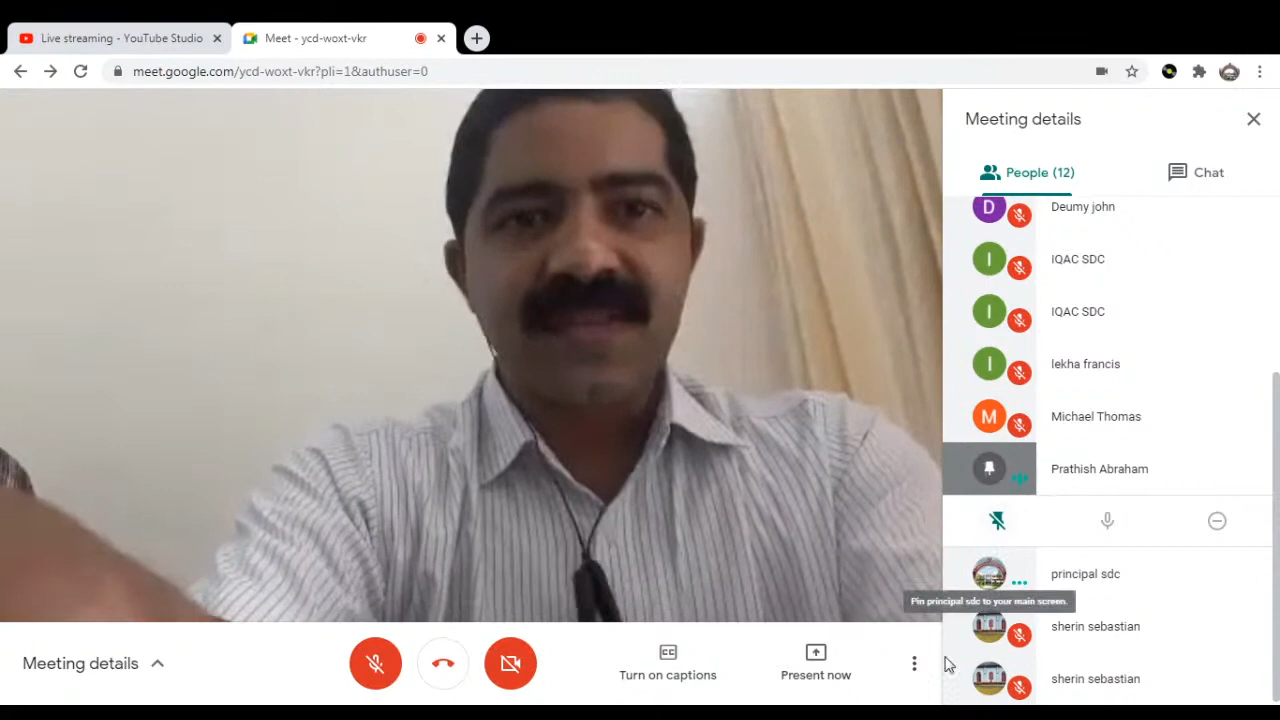 Live streaming - YouTube Studio
Meet - ycd-woxt-vkr
meet.google.com/ycd-woxt-vkr?pli=1&authuser=0
Meeting details
People (12)
Chat
D
Deumy john
I
IQAC SDC
I
IQAC SDC
l
lekha francis
M
Michael Thomas
Prathish Abraham
principal sdc
Pin principal sdc to your main screen.
sherin sebastian
sherin sebastian
Meeting details
CC
Turn on captions
Present now